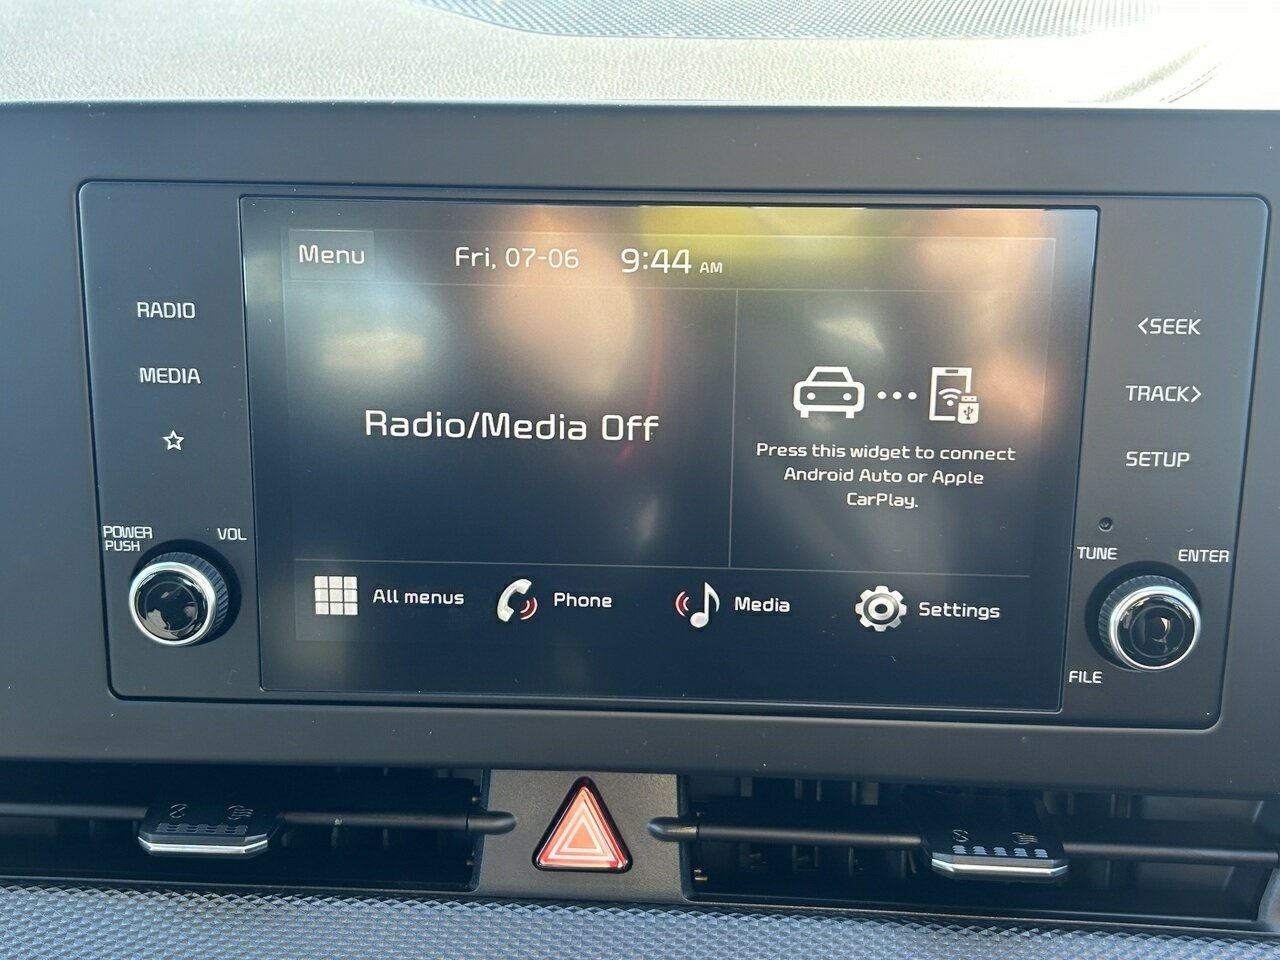 Menu
Fri, 07-06
9:44 AM
RADIO
MEDIA
POWER
PUSH
VOL
Radio/Media Off
Press this widget to connect
Android Auto or Apple
CarPlay.
All menus
Phone
Media
Settings
<SEEK
TRACK>
SETUP
TUNE
ENTER
FILE